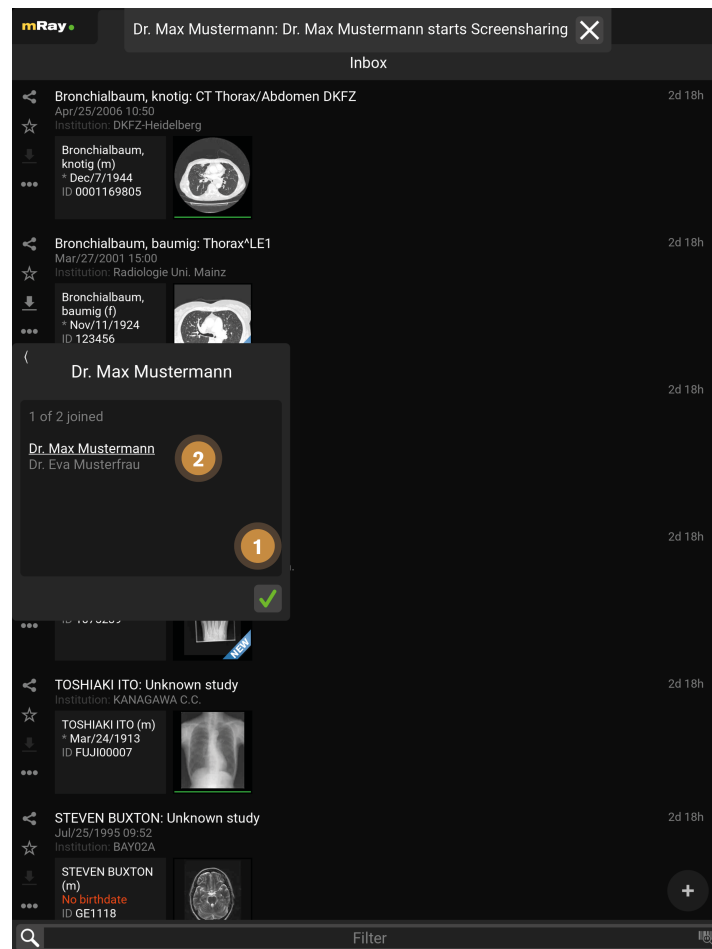 mRay
Dr. Max Mustermann: Dr. Max Mustermann starts Screensharing
Inbox
Bronchialbaum, knotig: CT Thorax/Abdomen DKFZ
2d 18h
Apr/25/2006 10:50
Institution: DKFZ-Heidelberg
Bronchialbaum,
knotig (m)
* Dec/7/1944
ID 0001169805
Bronchialbaum, baumig: Thorax^LE1
2d 18h
Mar/27/2001 15:00
Institution: Radiologie Uni. Mainz
Bronchialbaum,
baumig (f)
* Nov/11/1924
ID 123456
Dr. Max Mustermann
2d 18h
1 of 2 joined
Dr. Max Mustermann
Dr. Eva Musterfrau
2
1
2d 18h
NEW
TOSHIAKI ITO: Unknown study
2d 18h
Institution: KANAGAWA C.C.
TOSHIAKI ITO (m)
* Mar/24/1913
ID FUJI00007
STEVEN BUXTON: Unknown study
2d 18h
Jul/25/1995 09:52
Institution: BAY02A
STEVEN BUXTON
(m)
No birthdate
ID GE1118
+
Filter